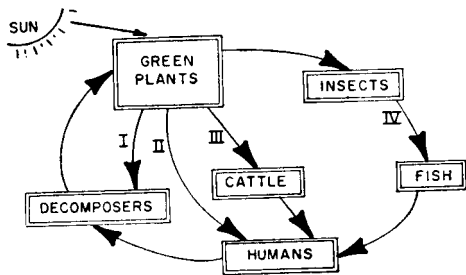 SUN
GREEN
PLANTS
INSECTS
I
II
III
IV
CATTLE
FISH
DECOMPOSERS
HUMANS